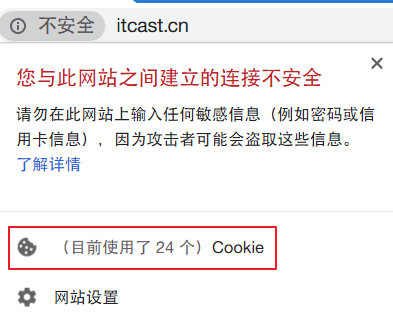 不安全 itcast.cn
您与此网站之间建立的连接不安全
请勿在此网站上输入任何敏感信息（例如密码或信
用卡信息），因为攻击者可能会盗取这些信息。
了解详情
（目前使用了 24 个）Cookie
网站设置